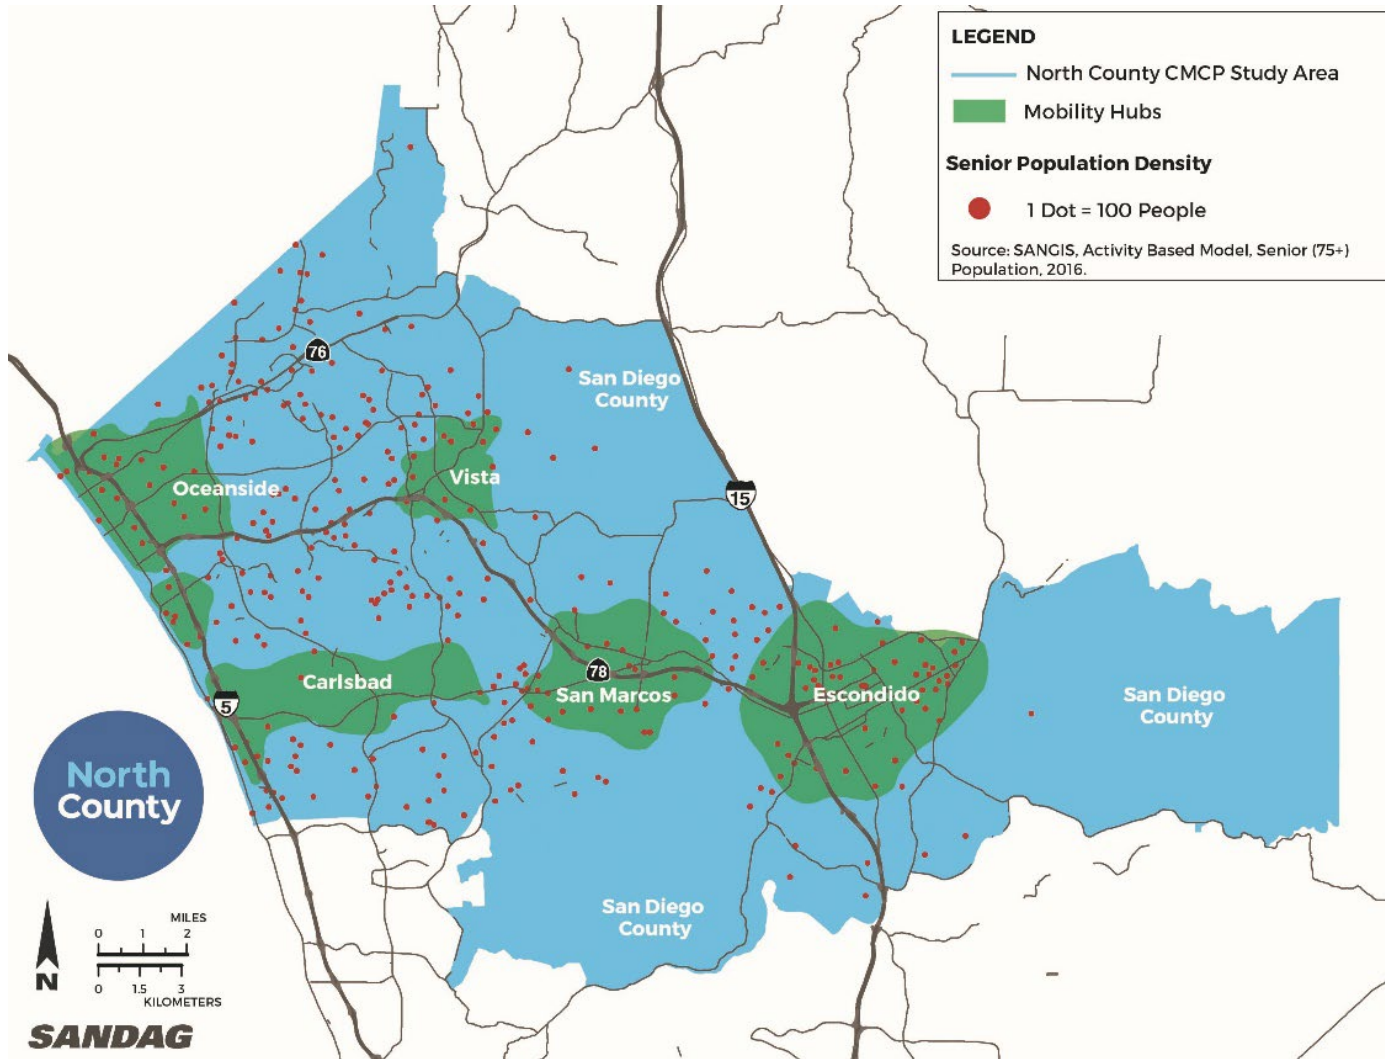 LEGEND
North County CMCP Study Area
Mobility Hubs
Senior Population Density
1 Dot = 100 People
Source: SANGIS, Activity Based Model, Senior (75+)
Population, 2016.
76
San Diego
County
Oceanside
Vista
15
Carlsbad
78
San Marcos
Escondido
San Diego
County
5
North
County
San Diego
County
MILES
0 1 2
N
0 1.5 3
KILOMETERS
SANDAG